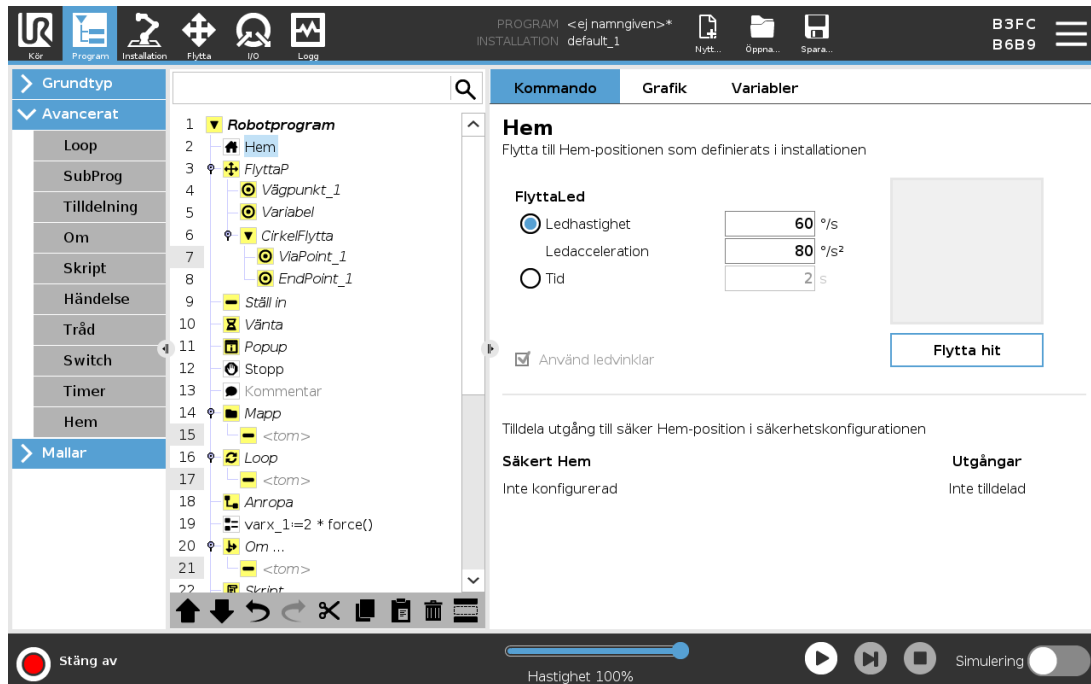 UR
Kör
Program
Installation
Flytta
I/O
Logg
PROGRAM <ej namngiven>*
INSTALLATION default_1
Nytt...
Öppna...
Spara...
B3FC
B6B9
Grundtyp
Avancerat
Loop
SubProg
Tilldelning
Om
Skript
Händelse
Tråd
Switch
Timer
Hem
Mallar
1 Robotprogram
2 Hem
3 FlyttaP
4 Vägpunkt_1
5 Variabel
6 CirkelFlytta
7 ViaPoint_1
8 EndPoint_1
9 Ställ in
10 Vänta
11 Popup
12 Stopp
13 Kommentar
14 Mapp
15 <tom>
16 Loop
17 <tom>
18 Anropa
19 varx_1:=2 * force()
20 Om ...
21 <tom>
22 Skript
Kommando Grafik Variabler
Hem
Flytta till Hem-positionen som definierats i installationen
FlyttaLed
Ledhastighet 60 °/s
Ledacceleration 80 °/s²
Tid 2 s
Använd ledvinklar
Flytta hit
Tilldela utgång till säker Hem-position i säkerhetskonfigurationen
Säkert Hem Utgångar
Inte konfigurerad Inte tilldelad
Stäng av
Hastighet 100%
Simulering